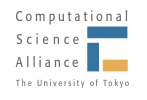 Computational
Science
Alliance
The University of Tokyo